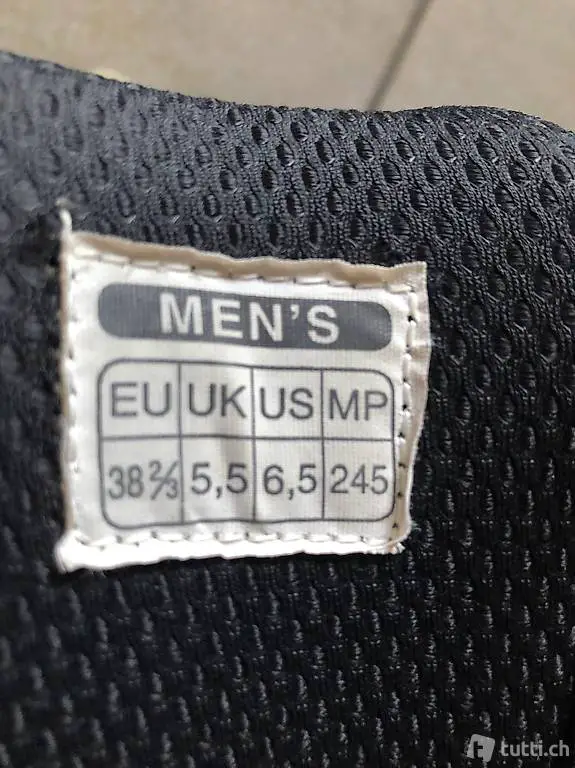 MEN'S
EU UK US MP
38⅔ 5,5 6,5 245
tutti.ch